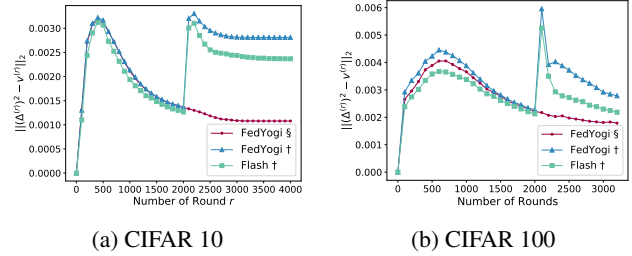 0.0030
0.0025
0.0020
0.0015
0.0010
0.0005
0.0000
||(Δ⁽ʳ⁾)² − v⁽ʳ⁾||₂
FedYogi §
FedYogi †
Flash †
0 500 1000 1500 2000 2500 3000 3500 4000
Number of Round r
(a) CIFAR 10
0.006
0.005
0.004
0.003
0.002
0.001
0.000
||(Δ⁽ʳ⁾)² − v⁽ʳ⁾||₂
FedYogi §
FedYogi †
Flash †
0 500 1000 1500 2000 2500 3000
Number of Rounds
(b) CIFAR 100